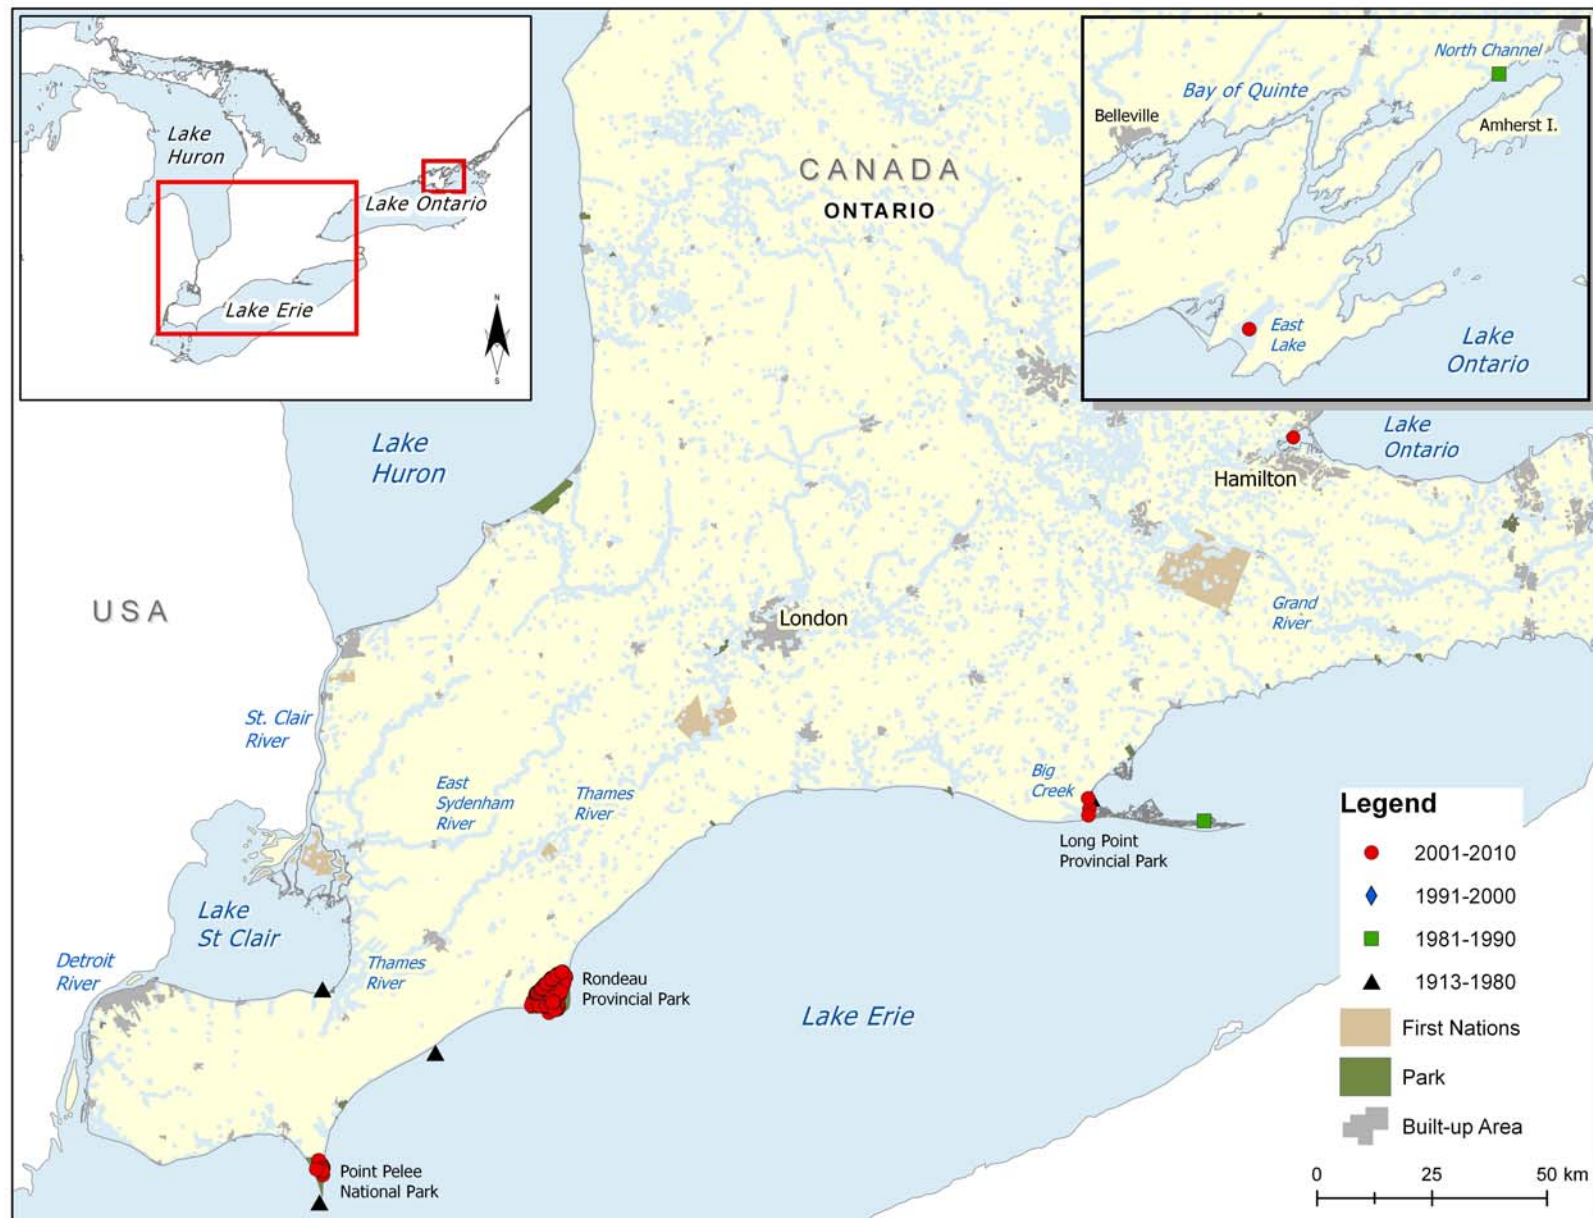 Lake
Huron
Lake Ontario
Lake Erie
N
S
CANADA
ONTARIO
North Channel
Bay of Quinte
Belleville
Amherst I.
East
Lake
Lake
Ontario
Lake
Huron
Lake
Ontario
Hamilton
USA
London
Grand
River
St. Clair
River
East
Sydenham
River
Thames
River
Big
Creek
Long Point
Provincial Park
Lake
St Clair
Detroit
River
Thames
River
Rondeau
Provincial Park
Lake Erie
Point Pelee
National Park
Legend
2001-2010
1991-2000
1981-1990
1913-1980
First Nations
Park
Built-up Area
0 25 50 km